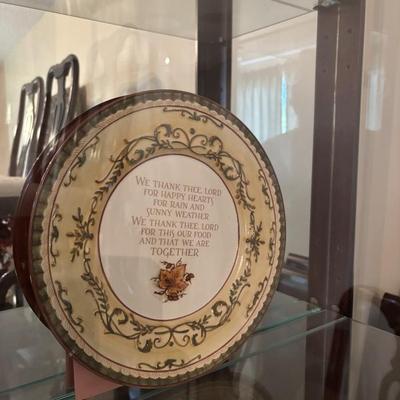 WE THANK THEE, LORD
FOR HAPPY HEARTS
FOR RAIN AND
SUNNY WEATHER
WE THANK THEE, LORD
FOR THIS OUR FOOD
AND THAT WE ARE
TOGETHER